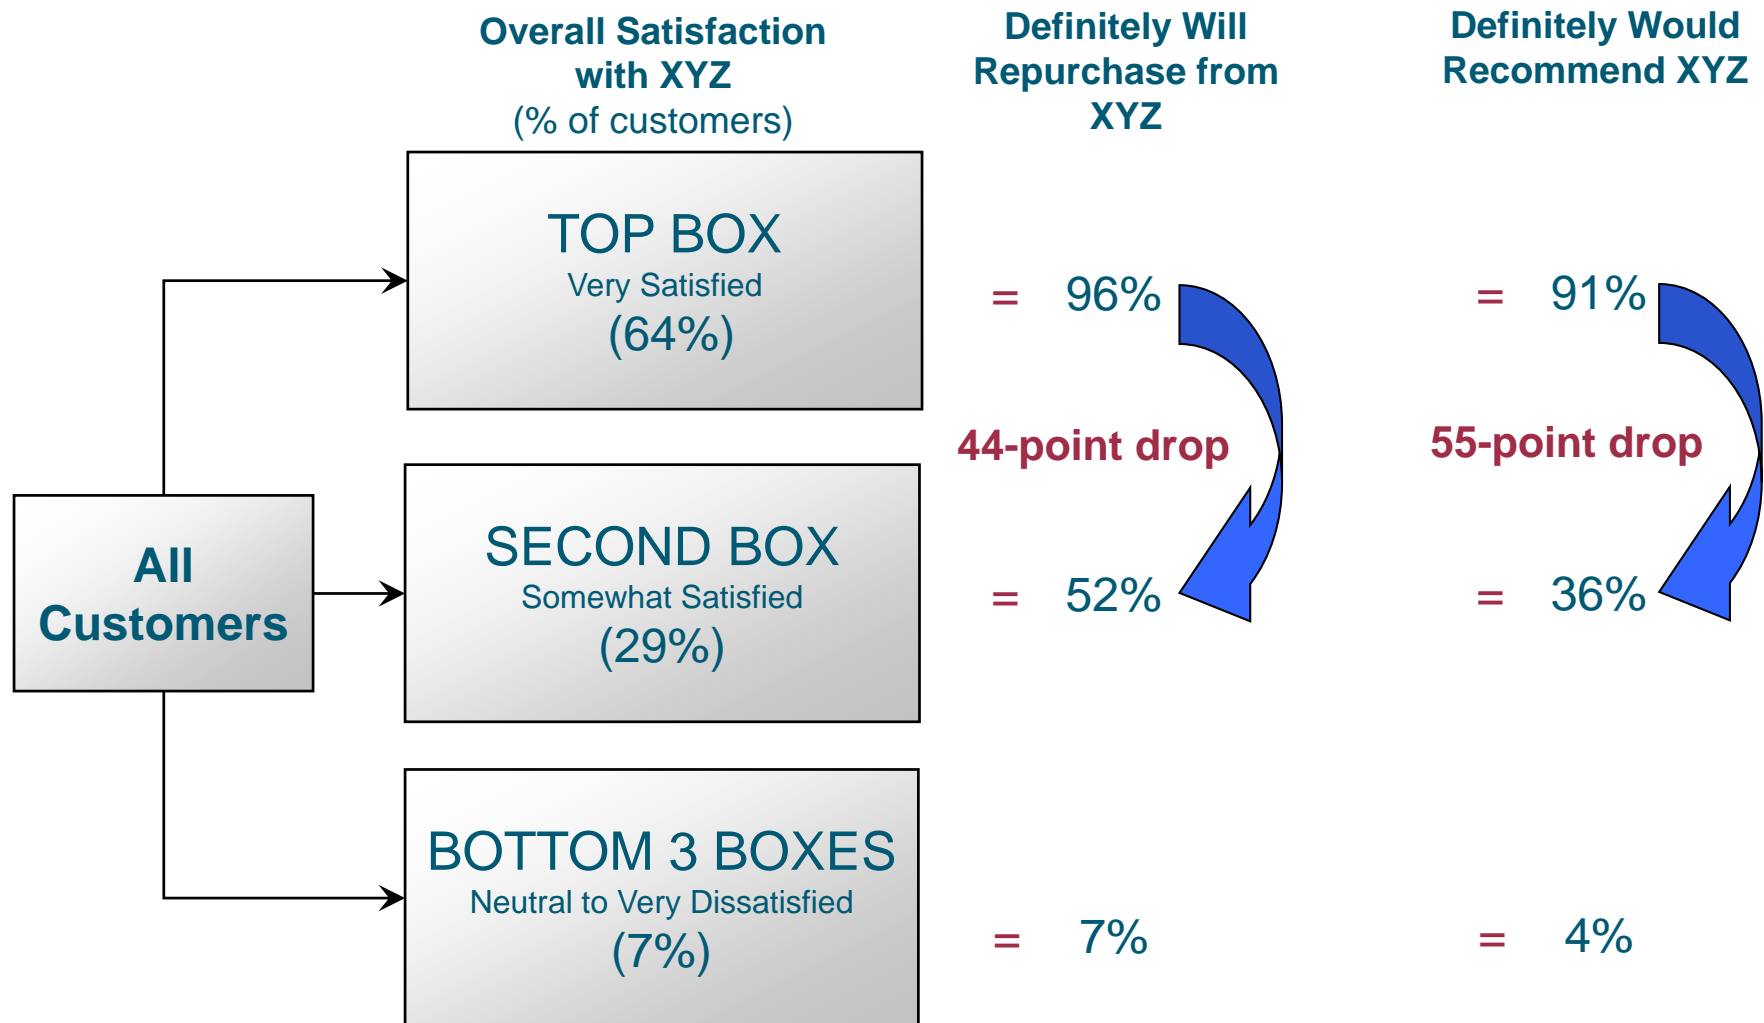 Overall Satisfaction
with XYZ
(% of customers)
Definitely Will
Repurchase from
XYZ
Definitely Would
Recommend XYZ
TOP BOX
Very Satisfied
(64%)
= 96%
= 91%
44-point drop
55-point drop
All
Customers
SECOND BOX
Somewhat Satisfied
(29%)
= 52%
= 36%
BOTTOM 3 BOXES
Neutral to Very Dissatisfied
(7%)
= 7%
= 4%